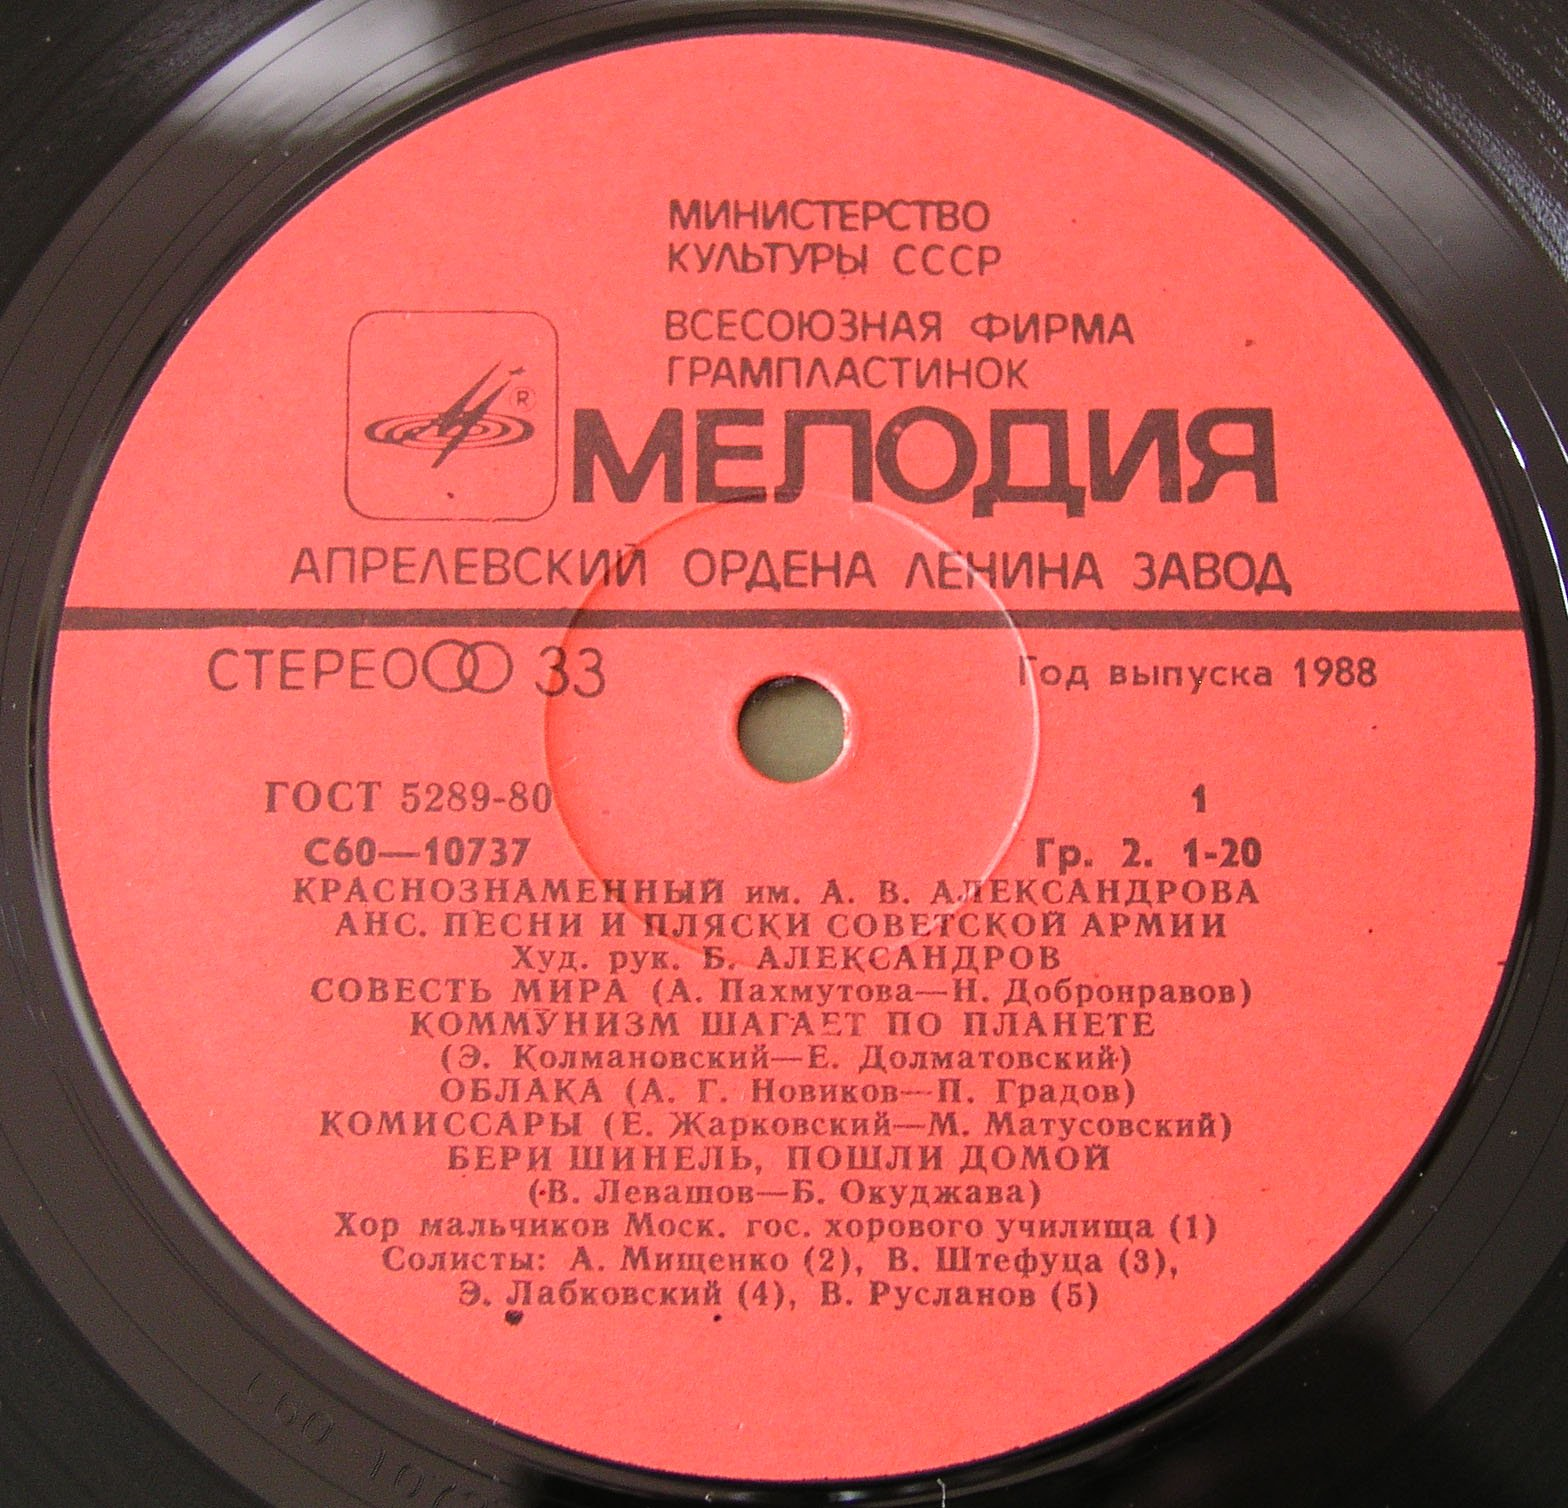 МИНИСТЕРСТВО
КУЛЬТУРЫ СССР
ВСЕСОЮЗНАЯ ФИРМА
ГРАМПЛАСТИНОК
®
МЕЛОДИЯ
АПРЕЛЕВСКИЙ ОРДЕНА ЛЕНИНА ЗАВОД
СТЕРЕО 33
Год выпуска 1988
ГОСТ 5289-80
1
С60—10737
Гр. 2. 1-20
КРАСНОЗНАМЕННЫЙ им. А. В. АЛЕКСАНДРОВА
АНС. ПЕСНИ И ПЛЯСКИ СОВЕТСКОЙ АРМИИ
Худ. рук. Б. АЛЕКСАНДРОВ
СОВЕСТЬ МИРА (А. Пахмутова—Н. Добронравов)
КОММУНИЗМ ШАГАЕТ ПО ПЛАНЕТЕ
(Э. Колмановский—Е. Долматовский)
ОБЛАКА (А. Г. Новиков—П. Градов)
КОМИССАРЫ (Е. Жарковский—М. Матусовский)
БЕРИ ШИНЕЛЬ, ПОШЛИ ДОМОЙ
(В. Левашов—Б. Окуджава)
Хор мальчиков Моск. гос. хорового училища (1)
Солисты: А. Мищенко (2), В. Штефуца (3),
Э. Лабковский (4), В. Русланов (5)